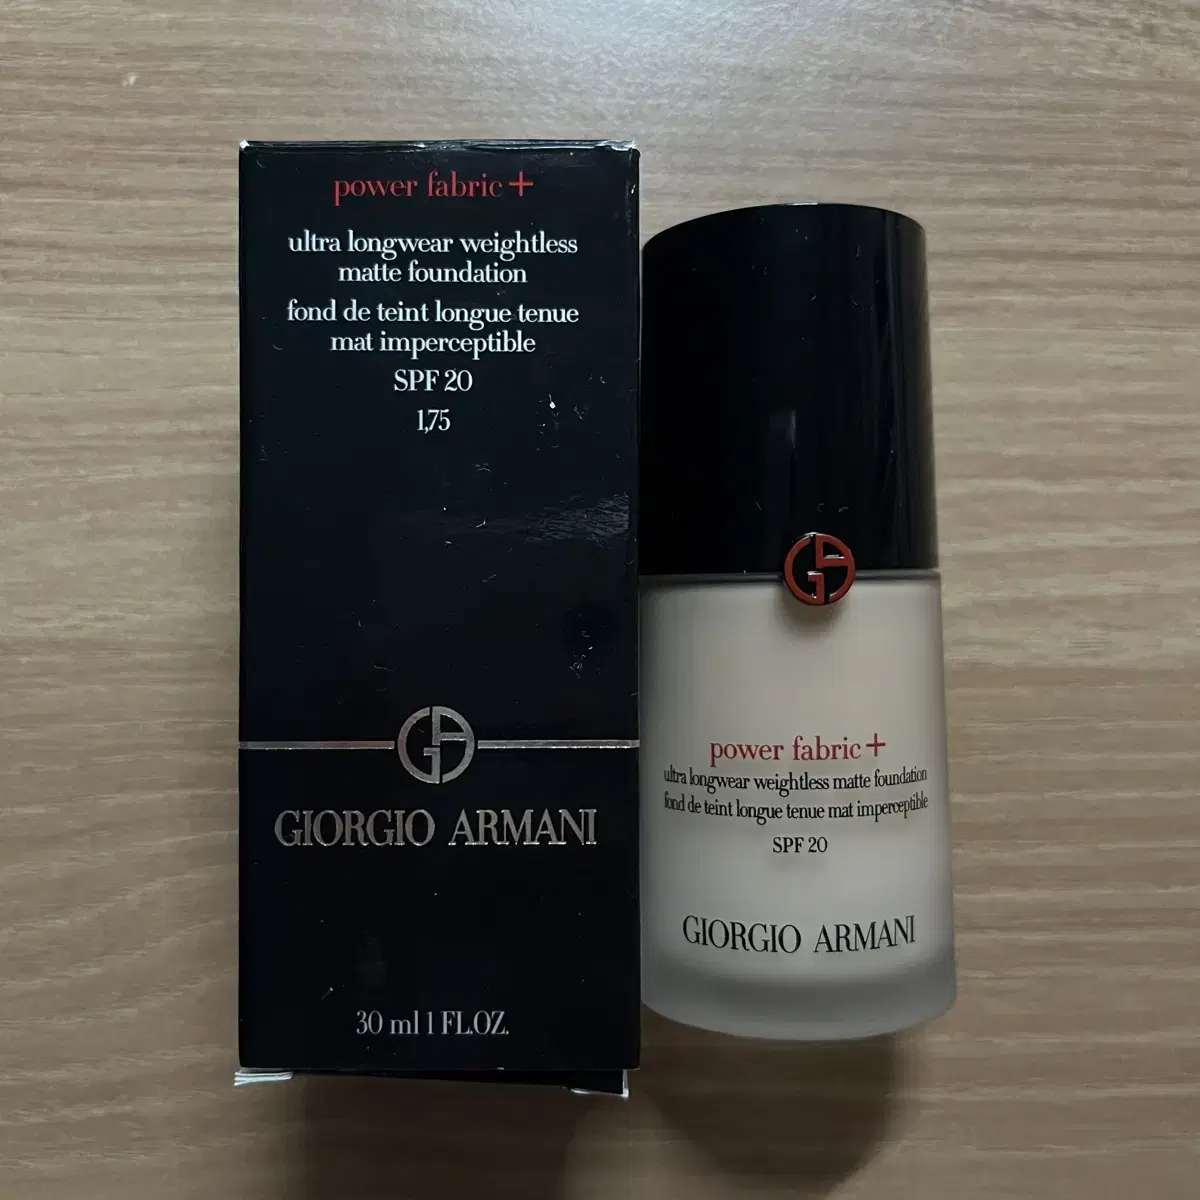 power fabric+
ultra longwear weightless
matte foundation
fond de teint longue tenue
mat imperceptible
SPF 20
1,75
GA
GIORGIO ARMANI
30 ml 1 FL.OZ.
GA
power fabric+
ultra longwear weightless matte foundation
fond de teint longue tenue mat imperceptible
SPF 20
GIORGIO ARMANI